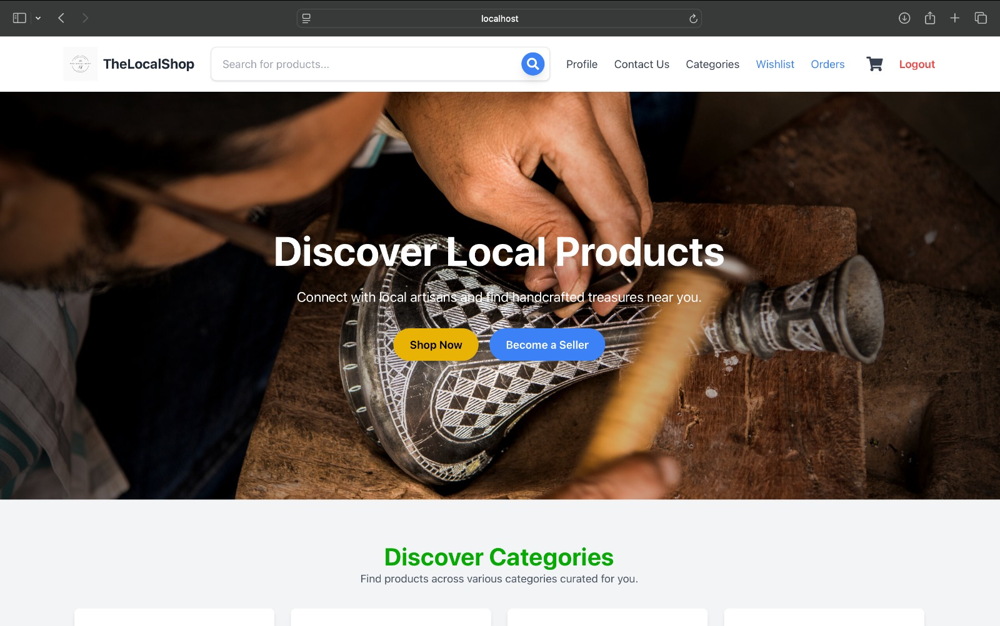 localhost
TheLocalShop
Search for products...
Profile
Contact Us
Categories
Wishlist
Orders
Logout
Discover Local Products
Connect with local artisans and find handcrafted treasures near you.
Shop Now
Become a Seller
Discover Categories
Find products across various categories curated for you.